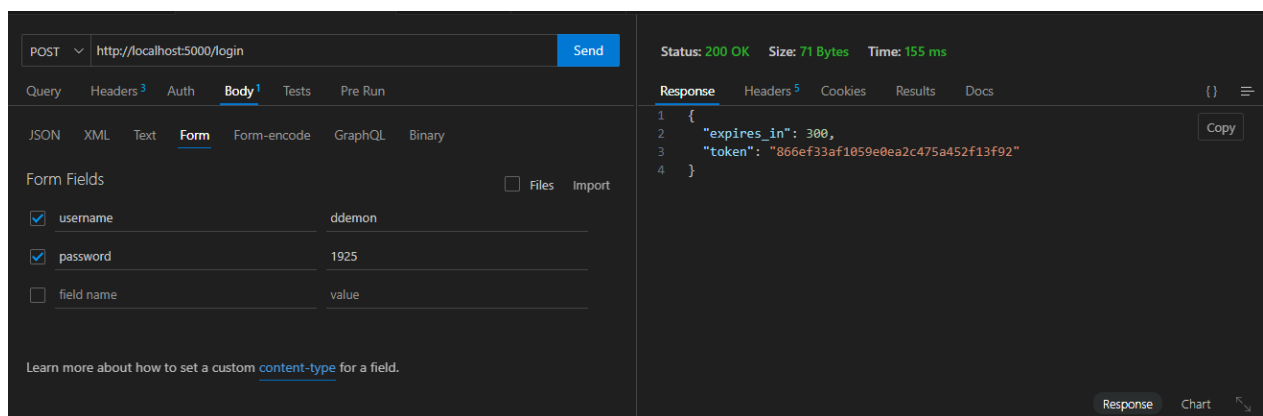 POST http://localhost:5000/login Send
Query Headers 3 Auth Body 1 Tests Pre Run
JSON XML Text Form Form-encode GraphQL Binary
Form Fields
Files Import
username ddemon
password 1925
field name value
Learn more about how to set a custom content-type for a field.
Status: 200 OK Size: 71 Bytes Time: 155 ms
Response Headers 5 Cookies Results Docs {}
1 {
2 "expires_in": 300,
3 "token": "866ef33af1059e0ea2c475a452f13f92"
4 }
Copy
Response Chart